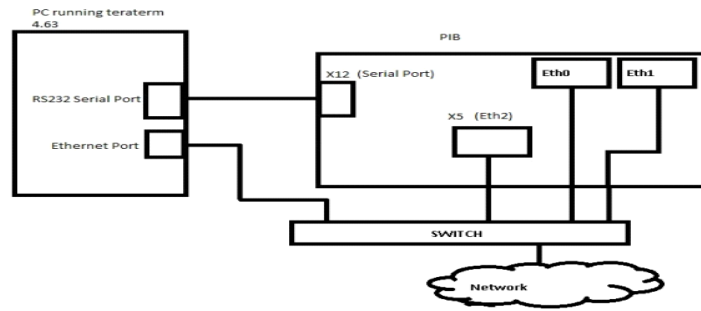 PC running teraterm
4.63
PIB
X12 (Serial Port)
Eth0
Eth1
RS232 Serial Port
X5 (Eth2)
Ethernet Port
SWITCH
Network